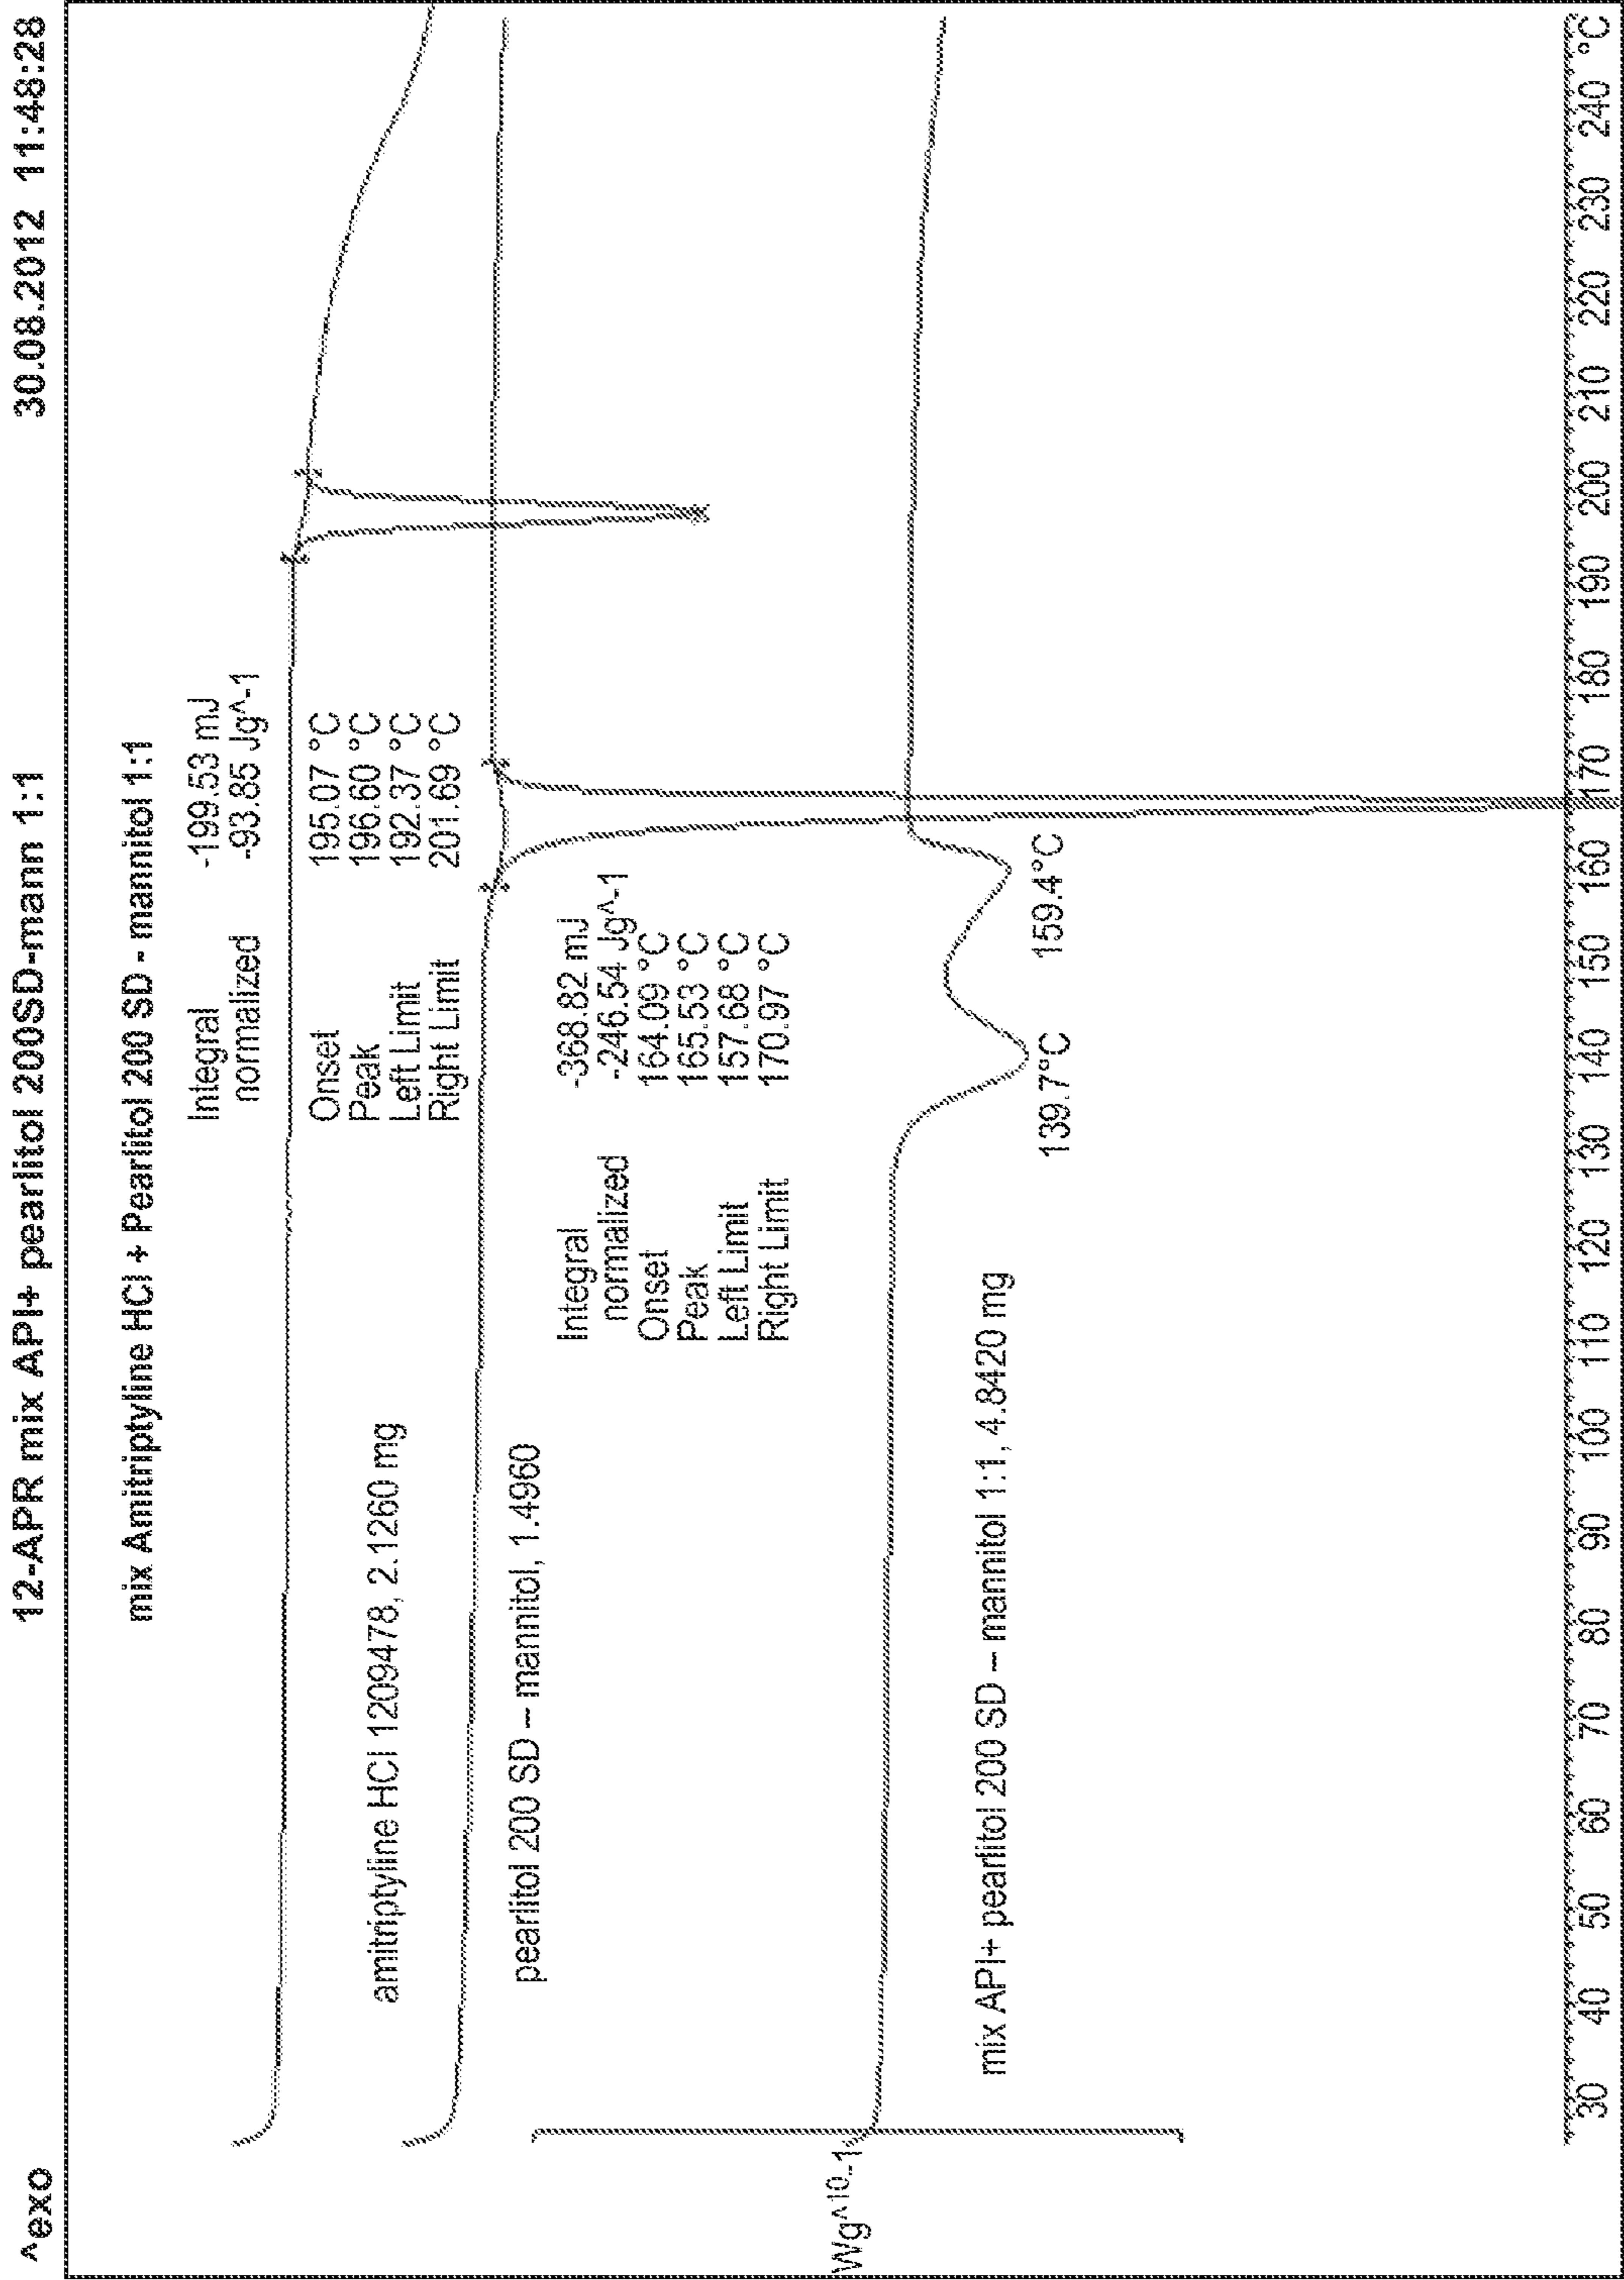 ^exo
12-APR mix API+ pearlitol 200SD-mann 1:1
30.08.2012 11:48:28
mix Amitriptyline HCl + Pearlitol 200 SD - mannitol 1:1
Integral -199.53 mJ
normalized -93.85 Jg^-1
Onset 195.07 °C
Peak 196.60 °C
Left Limit 192.37 °C
Right Limit 201.69 °C
amitriptyline HCl 1209478, 2.1260 mg
pearlitol 200 SD – mannitol, 1.4960
Integral -368.82 mJ
normalized -246.54 Jg^-1
Onset 164.09 °C
Peak 165.53 °C
Left Limit 157.68 °C
Right Limit 170.97 °C
Wg^10-1
139.7°C 159.4°C
mix API+ pearlitol 200 SD – mannitol 1:1, 4.8420 mg
30 40 50 60 70 80 90 100 110 120 130 140 150 160 170 180 190 200 210 220 230 240 °C